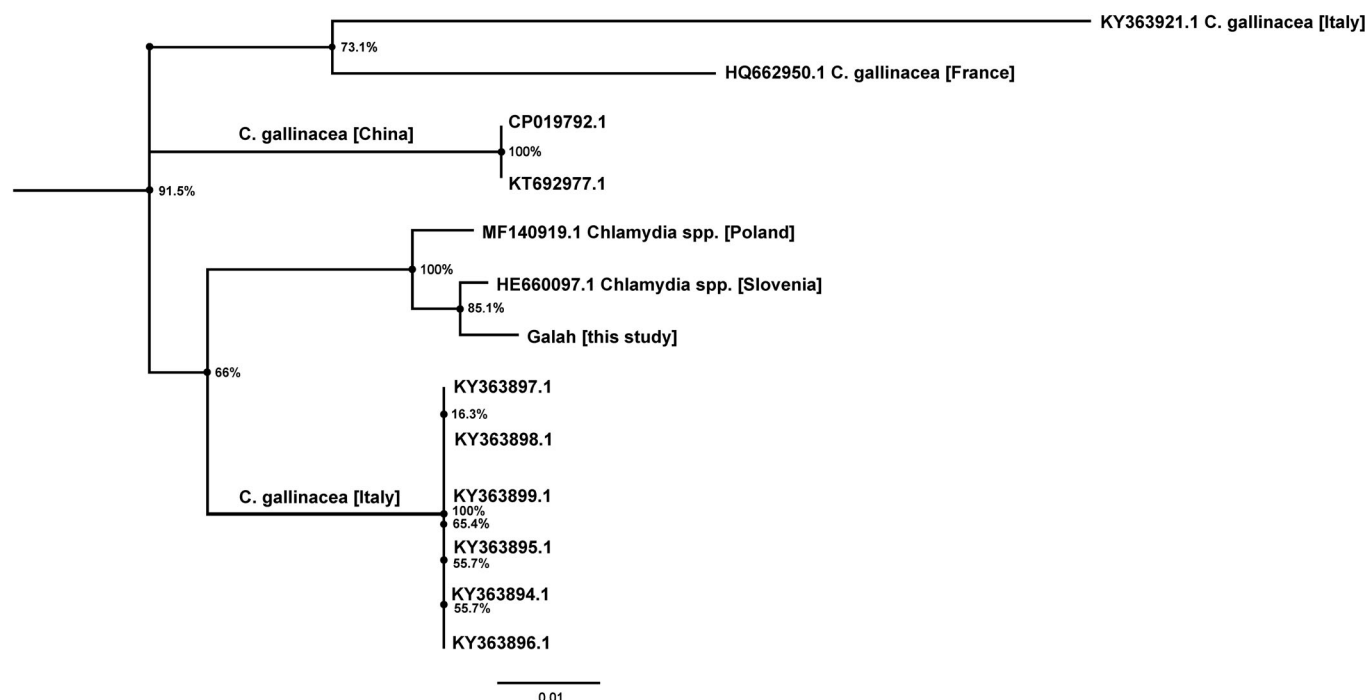 KY363921.1 C. gallinacea [Italy]
73.1%
HQ662950.1 C. gallinacea [France]
CP019792.1
C. gallinacea [China]
100%
KT692977.1
91.5%
MF140919.1 Chlamydia spp. [Poland]
100%
HE660097.1 Chlamydia spp. [Slovenia]
85.1%
Galah [this study]
66%
KY363897.1
16.3%
KY363898.1
C. gallinacea [Italy]
KY363899.1
100%
65.4%
KY363895.1
55.7%
KY363894.1
55.7%
KY363896.1
0.01